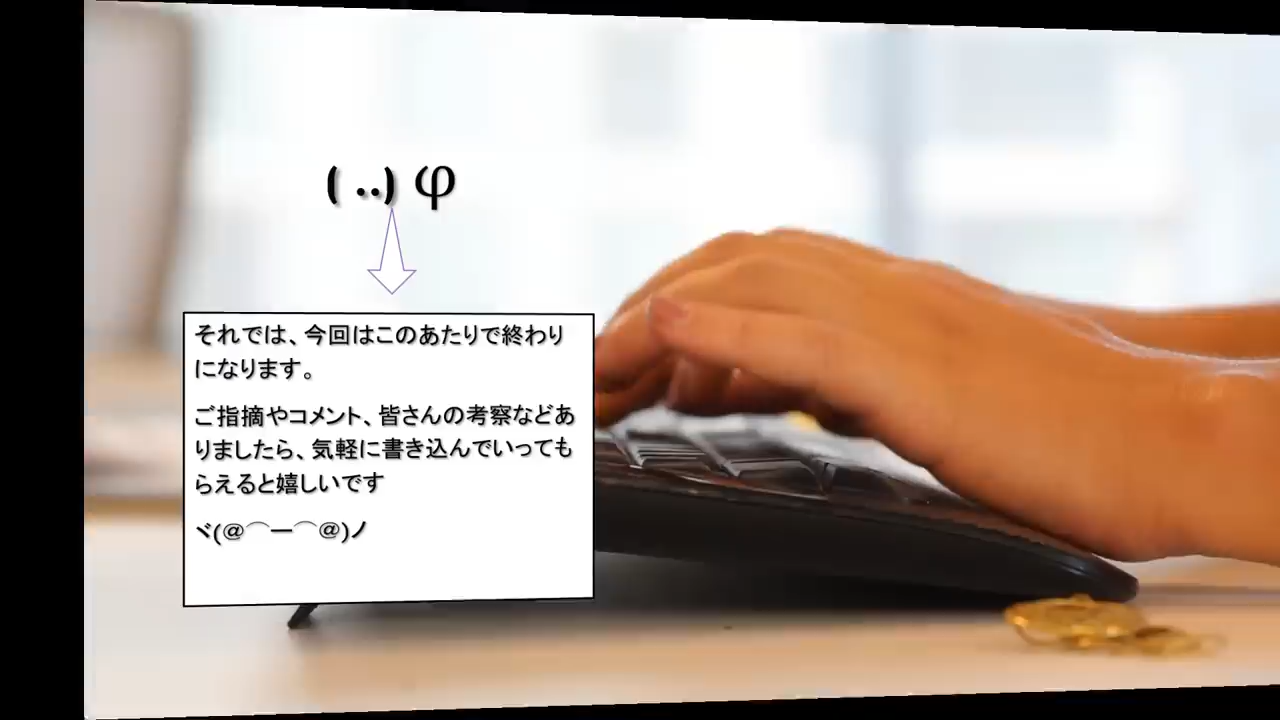 ( ..) φ
それでは、今回はこのあたりで終わり
になります。
ご指摘やコメント、皆さんの考察などあ
りましたら、気軽に書き込んでいっても
らえると嬉しいです
ヾ(@⌒ー⌒@)ノ